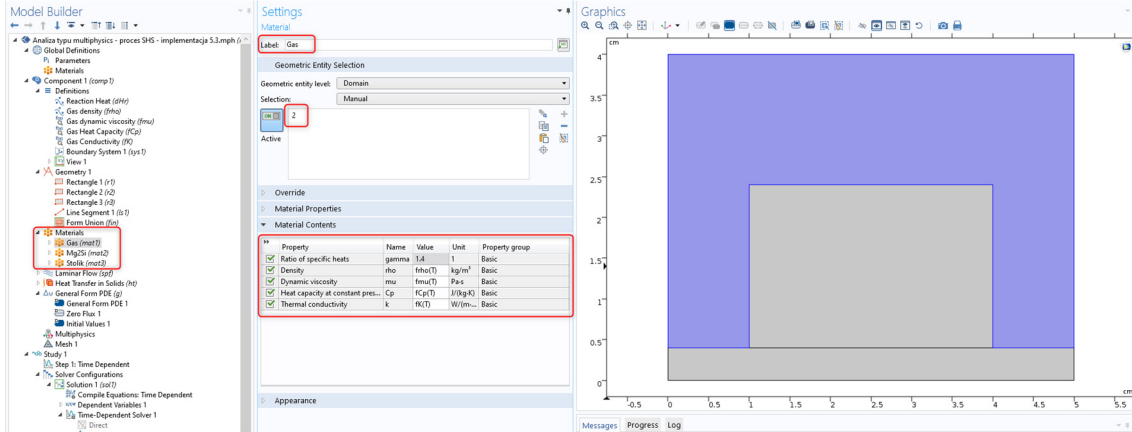 Model Builder
Analiza typu multiphysics - proces SHS - implementacja 5.3.mph
Global Definitions
Pi Parameters
Materials
Component 1 (comp1)
Definitions
Reaction Heat (dHr)
Gas density (frho)
Gas dynamic viscosity (fmu)
Gas Heat Capacity (fCp)
Gas Conductivity (fK)
Boundary System 1 (sys1)
View 1
Geometry 1
Rectangle 1 (r1)
Rectangle 2 (r2)
Rectangle 3 (r3)
Line Segment 1 (ls1)
Form Union (fin)
Materials
Gas (mat1)
Mg2Si (mat2)
Stolik (mat3)
Laminar Flow (spf)
Heat Transfer in Solids (ht)
Δu General Form PDE (g)
General Form PDE 1
Zero Flux 1
Initial Values 1
Multiphysics
Mesh 1
Study 1
Step 1: Time Dependent
Solver Configurations
Solution 1 (sol1)
Compile Equations: Time Dependent
Dependent Variables 1
Time-Dependent Solver 1
Direct
Settings
Material
Label: Gas
Geometric Entity Selection
Geometric entity level: Domain
Selection: Manual
2
Active
Override
Material Properties
Material Contents
Property Name Value Unit Property group
Ratio of specific heats gamma 1.4 1 Basic
Density rho frho(T) kg/m³ Basic
Dynamic viscosity mu fmu(T) Pa·s Basic
Heat capacity at constant pres... Cp fCp(T) J/(kg·K) Basic
Thermal conductivity k fK(T) W/(m·... Basic
Appearance
Graphics
cm
4
3.5
3
2.5
2
1.5
1
0.5
0
cm
-0.5 0 0.5 1 1.5 2 2.5 3 3.5 4 4.5 5 5.5
Messages Progress Log